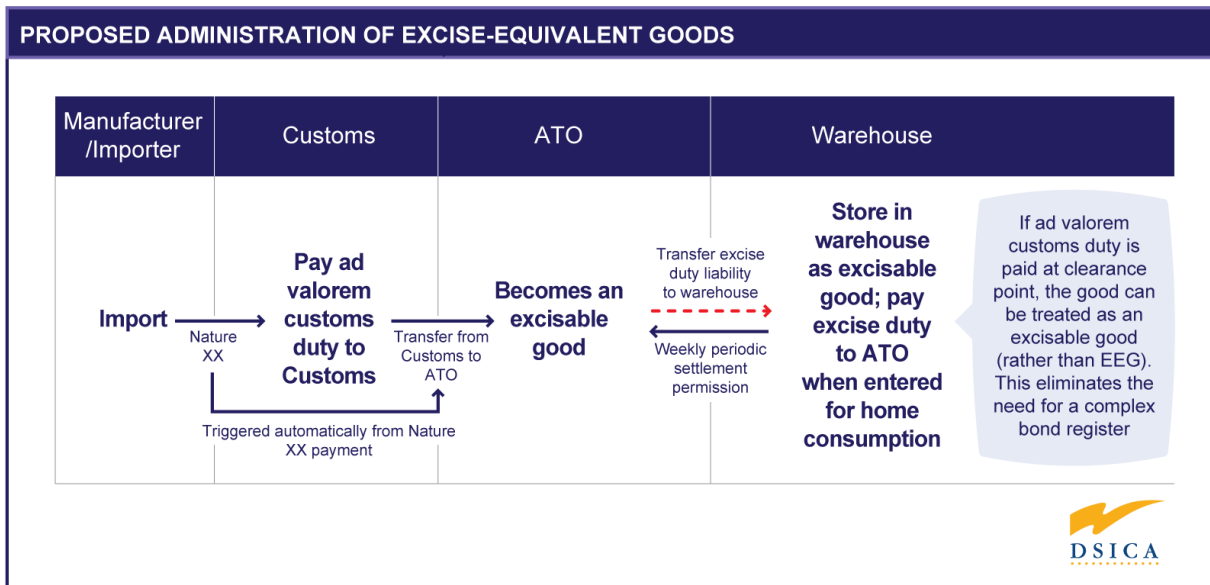 PROPOSED ADMINISTRATION OF EXCISE-EQUIVALENT GOODS
Manufacturer
/Importer
Customs
ATO
Warehouse
Import
Nature
XX
Pay ad
valorem
customs
duty to
Customs
Transfer from
Customs to
ATO
Triggered automatically from Nature
XX payment
Becomes an
excisable
good
Transfer excise
duty liability
to warehouse
Weekly periodic
settlement
permission
Store in
warehouse
as excisable
good; pay
excise duty
to ATO
when entered
for home
consumption
If ad valorem
customs duty is
paid at clearance
point, the good can
be treated as an
excisable good
(rather than EEG).
This eliminates the
need for a complex
bond register
DSICA